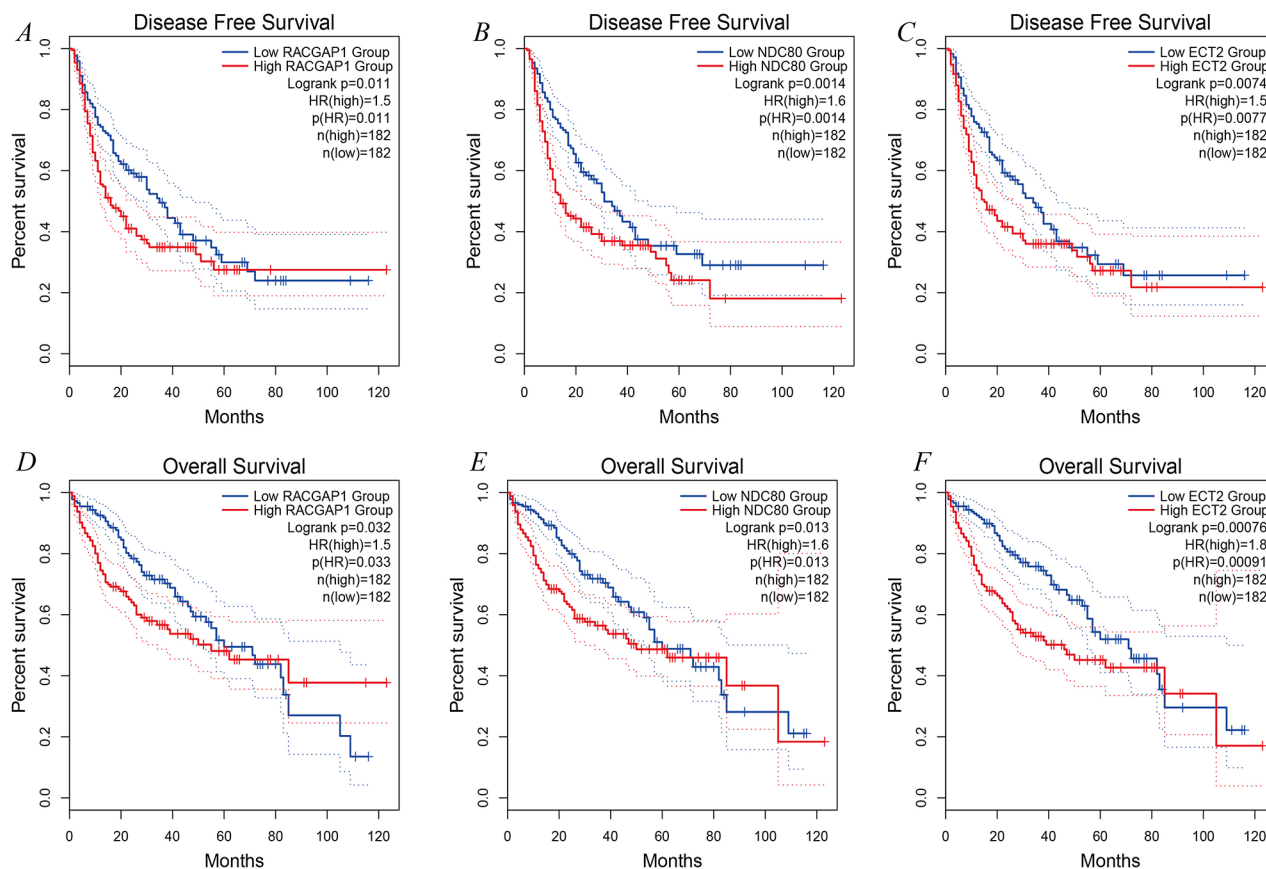 A
Disease Free Survival
Low RACGAP1 Group
High RACGAP1 Group
Logrank p=0.011
HR(high)=1.5
p(HR)=0.011
n(high)=182
n(low)=182
Percent survival
0.0 0.2 0.4 0.6 0.8 1.0
0 20 40 60 80 100 120
Months
B
Disease Free Survival
Low NDC80 Group
High NDC80 Group
Logrank p=0.0014
HR(high)=1.6
p(HR)=0.0014
n(high)=182
n(low)=182
Percent survival
0.0 0.2 0.4 0.6 0.8 1.0
0 20 40 60 80 100 120
Months
C
Disease Free Survival
Low ECT2 Group
High ECT2 Group
Logrank p=0.0074
HR(high)=1.5
p(HR)=0.0077
n(high)=182
n(low)=182
Percent survival
0.0 0.2 0.4 0.6 0.8 1.0
0 20 40 60 80 100 120
Months
D
Overall Survival
Low RACGAP1 Group
High RACGAP1 Group
Logrank p=0.032
HR(high)=1.5
p(HR)=0.033
n(high)=182
n(low)=182
Percent survival
0.0 0.2 0.4 0.6 0.8 1.0
0 20 40 60 80 100 120
Months
E
Overall Survival
Low NDC80 Group
High NDC80 Group
Logrank p=0.013
HR(high)=1.6
p(HR)=0.013
n(high)=182
n(low)=182
Percent survival
0.0 0.2 0.4 0.6 0.8 1.0
0 20 40 60 80 100 120
Months
F
Overall Survival
Low ECT2 Group
High ECT2 Group
Logrank p=0.00076
HR(high)=1.8
p(HR)=0.00091
n(high)=182
n(low)=182
Percent survival
0.0 0.2 0.4 0.6 0.8 1.0
0 20 40 60 80 100 120
Months